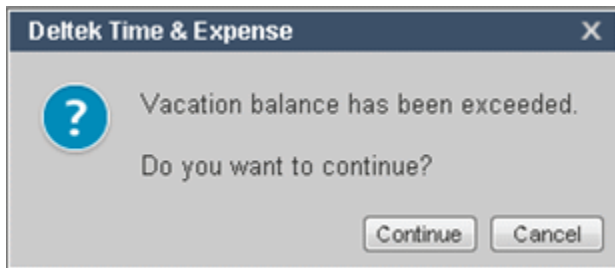 Deltek Time & Expense
Vacation balance has been exceeded.
Do you want to continue?
Continue Cancel